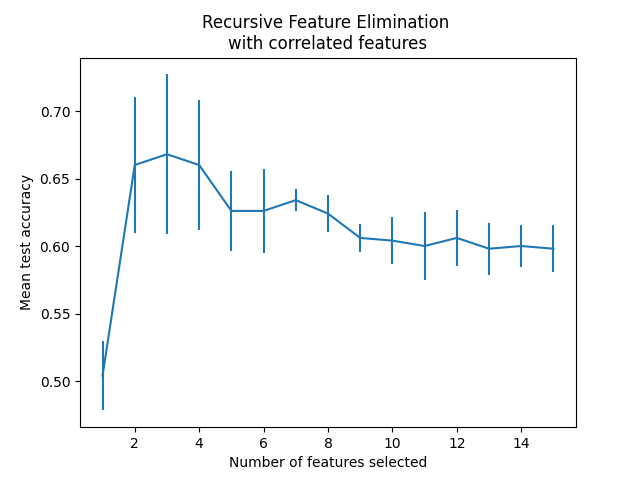 Recursive Feature Elimination
with correlated features
Mean test accuracy
0.70
0.65
0.60
0.55
0.50
2 4 6 8 10 12 14
Number of features selected